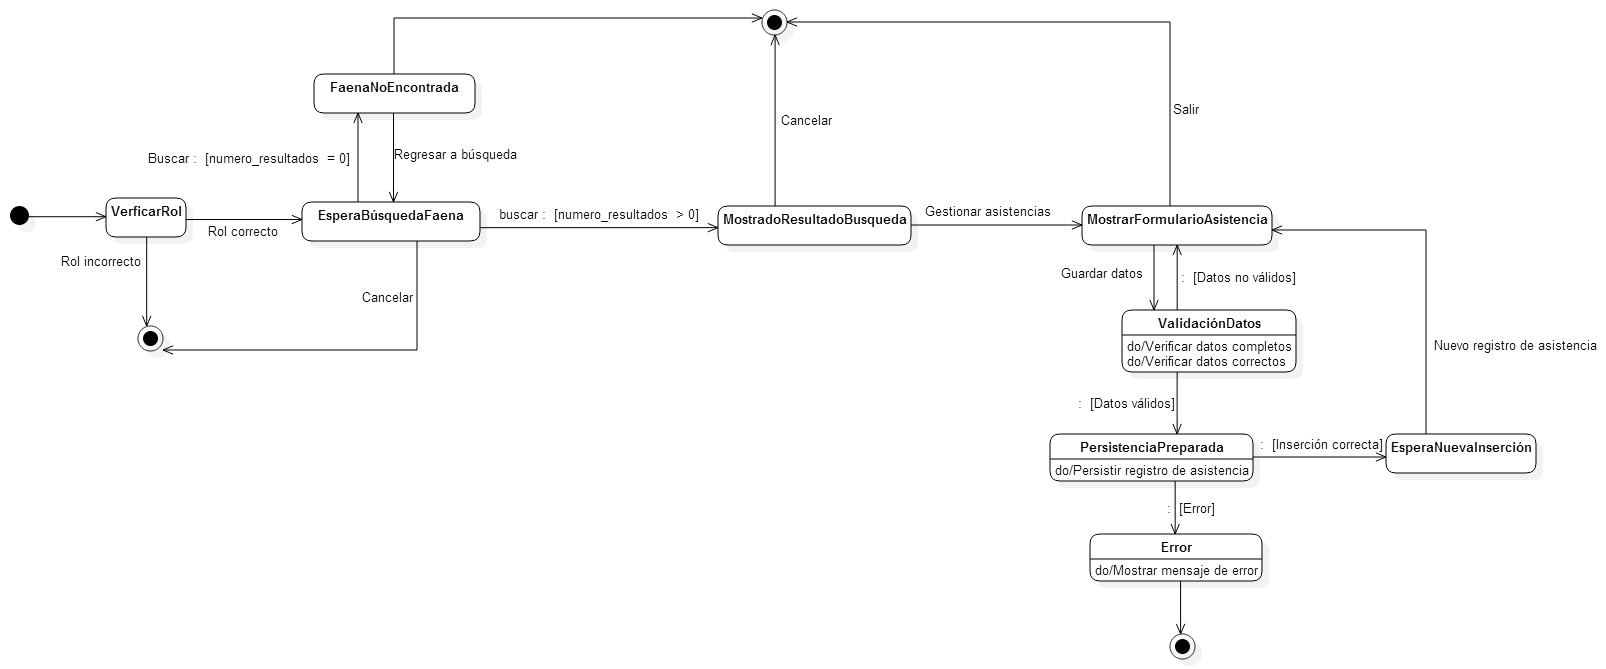 FaenaNoEncontrada
Cancelar
Salir
Buscar :  [numero_resultados  = 0]
Regresar a búsqueda
VerficarRol
Rol correcto
EsperaBúsquedaFaena
buscar :  [numero_resultados  > 0]
MostradoResultadoBusqueda
Gestionar asistencias
MostrarFormularioAsistencia
Rol incorrecto
Cancelar
Guardar datos
:  [Datos no válidos]
ValidaciónDatos
do/Verificar datos completos
do/Verificar datos correctos
Nuevo registro de asistencia
:  [Datos válidos]
PersistenciaPreparada
do/Persistir registro de asistencia
:  [Inserción correcta]
EsperaNuevaInserción
:  [Error]
Error
do/Mostrar mensaje de error